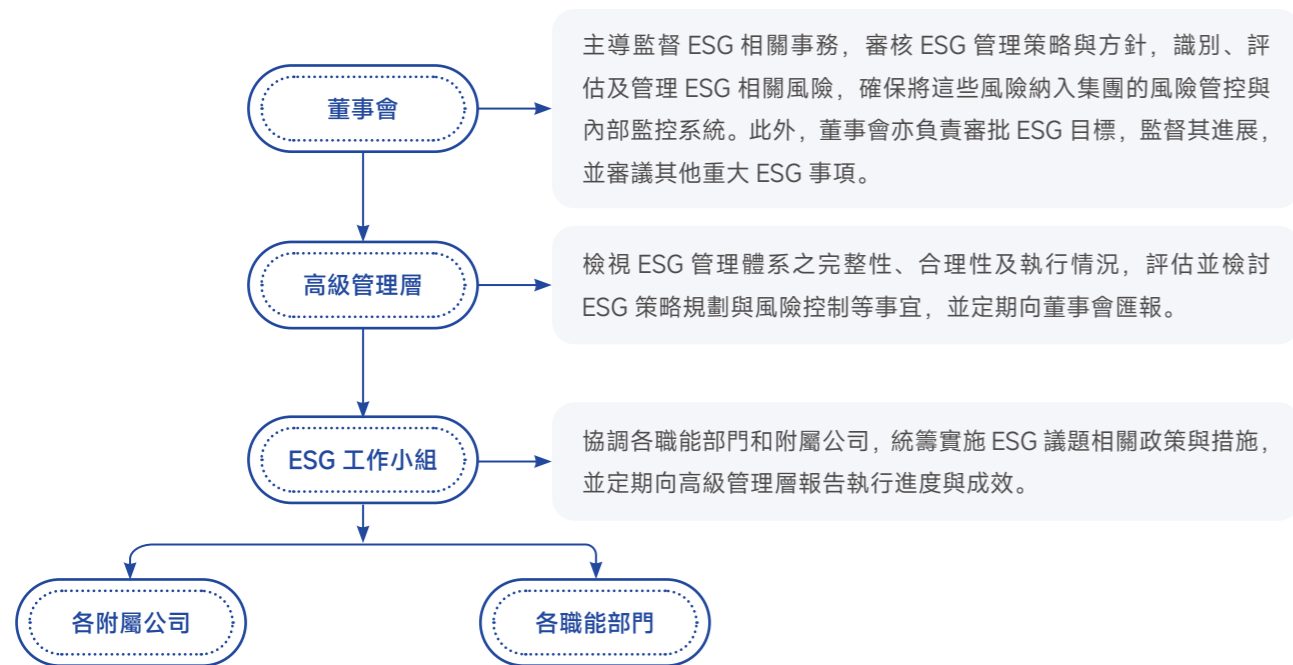 董事會
主導監督 ESG 相關事務，審核 ESG 管理策略與方針，識別、評
估及管理 ESG 相關風險，確保將這些風險納入集團的風險管控與
內部監控系統。此外，董事會亦負責審批 ESG 目標，監督其進展，
並審議其他重大 ESG 事項。
高級管理層
檢視 ESG 管理體系之完整性、合理性及執行情況，評估並檢討
ESG 策略規劃與風險控制等事宜，並定期向董事會匯報。
ESG 工作小組
協調各職能部門和附屬公司，統籌實施 ESG 議題相關政策與措施，
並定期向高級管理層報告執行進度與成效。
各附屬公司
各職能部門